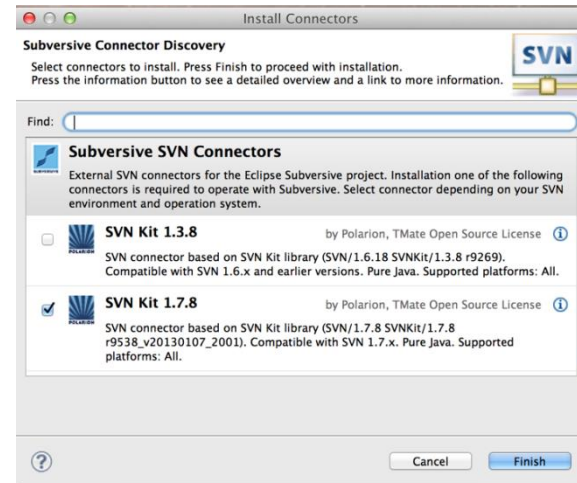 Install Connectors
Subversive Connector Discovery
Select connectors to install. Press Finish to proceed with installation.
Press the information button to see a detailed overview and a link to more information.
SVN
Find:
Subversive SVN Connectors
External SVN connectors for the Eclipse Subversive project. Installation one of the following
connectors is required to operate with Subversive. Select connector depending on your SVN
environment and operation system.
SUBVERSIVE
SVN Kit 1.3.8
by Polarion, TMate Open Source License
POLARION
SVN connector based on SVN Kit library (SVN/1.6.18 SVNKit/1.3.8 r9269).
Compatible with SVN 1.6.x and earlier versions. Pure Java. Supported platforms: All.
SVN Kit 1.7.8
by Polarion, TMate Open Source License
POLARION
SVN connector based on SVN Kit library (SVN/1.7.8 SVNKit/1.7.8
r9538_v20130107_2001). Compatible with SVN 1.7.x. Pure Java. Supported
platforms: All.
?
Cancel
Finish